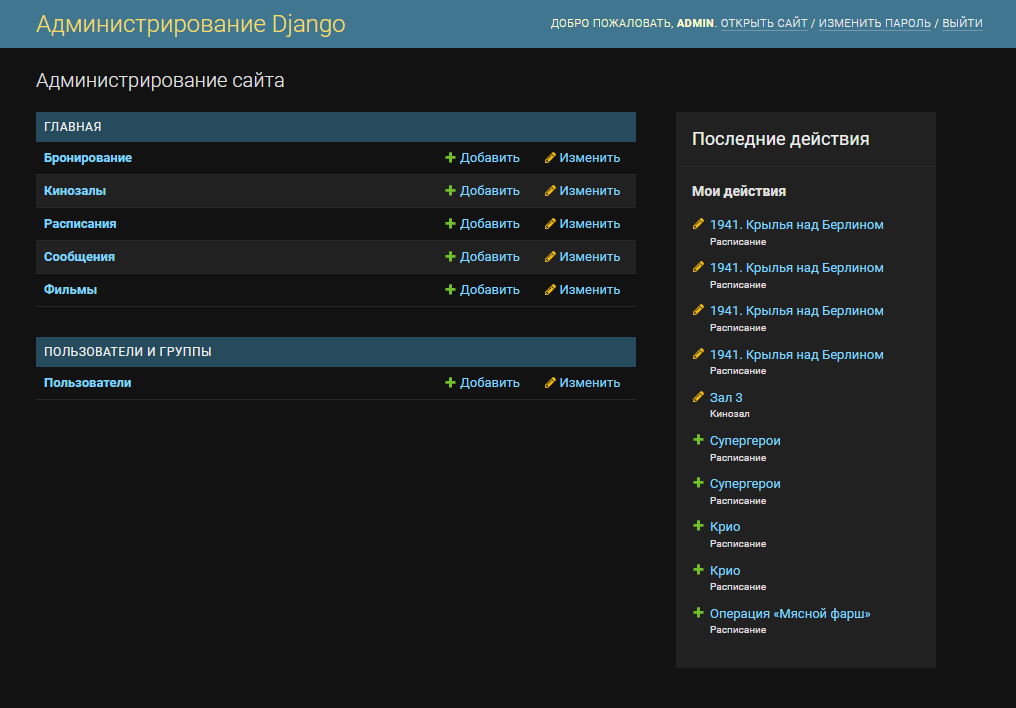 Администрирование Django
ДОБРО ПОЖАЛОВАТЬ, ADMIN. ОТКРЫТЬ САЙТ / ИЗМЕНИТЬ ПАРОЛЬ / ВЫЙТИ
Администрирование сайта
ГЛАВНАЯ
Бронирование Добавить Изменить
Кинозалы Добавить Изменить
Расписания Добавить Изменить
Сообщения Добавить Изменить
Фильмы Добавить Изменить
ПОЛЬЗОВАТЕЛИ И ГРУППЫ
Пользователи Добавить Изменить
Последние действия
Мои действия
1941. Крылья над Берлином
Расписание
1941. Крылья над Берлином
Расписание
1941. Крылья над Берлином
Расписание
1941. Крылья над Берлином
Расписание
Зал 3
Кинозал
Супергерои
Расписание
Супергерои
Расписание
Крио
Расписание
Крио
Расписание
Операция «Мясной фарш»
Расписание